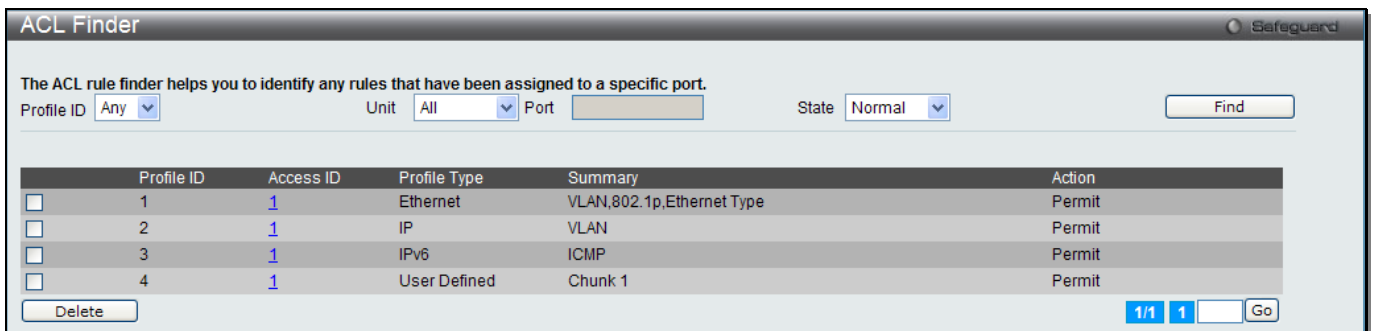 ACL Finder Safeguard
The ACL rule finder helps you to identify any rules that have been assigned to a specific port.
Profile ID Any Unit All Port State Normal Find
Profile ID Access ID Profile Type Summary Action
1 1 Ethernet VLAN,802.1p,Ethernet Type Permit
2 1 IP VLAN Permit
3 1 IPv6 ICMP Permit
4 1 User Defined Chunk 1 Permit
Delete 1/1 1 Go